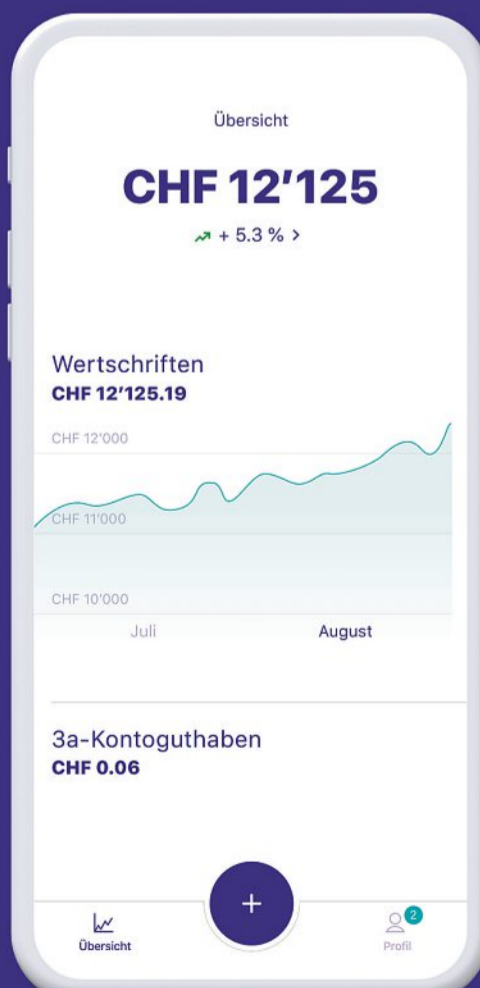 Übersicht
CHF 12’125
+ 5.3 % >
Wertschriften
CHF 12’125.19
CHF 12’000
CHF 11’000
CHF 10’000
Juli August
3a-Kontoguthaben
CHF 0.06
+
2
Übersicht Profil